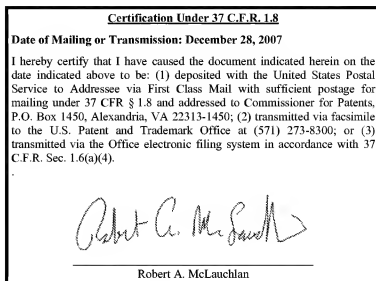 Certification Under 37 C.F.R. 1.8
Date of Mailing or Transmission: December 28, 2007
I hereby certify that I have caused the document indicated herein on the
date indicated above to be: (1) deposited with the United States Postal
Service to Addressee via First Class Mail with sufficient postage for
mailing under 37 CFR § 1.8 and addressed to Commissioner for Patents,
P.O. Box 1450, Alexandria, VA 22313-1450; (2) transmitted via facsimile
to the U.S. Patent and Trademark Office at (571) 273-8300; or (3)
transmitted via the Office electronic filing system in accordance with 37
C.F.R. Sec. 1.6(a)(4).
Robert A. McLauchlan
Robert A. McLauchlan